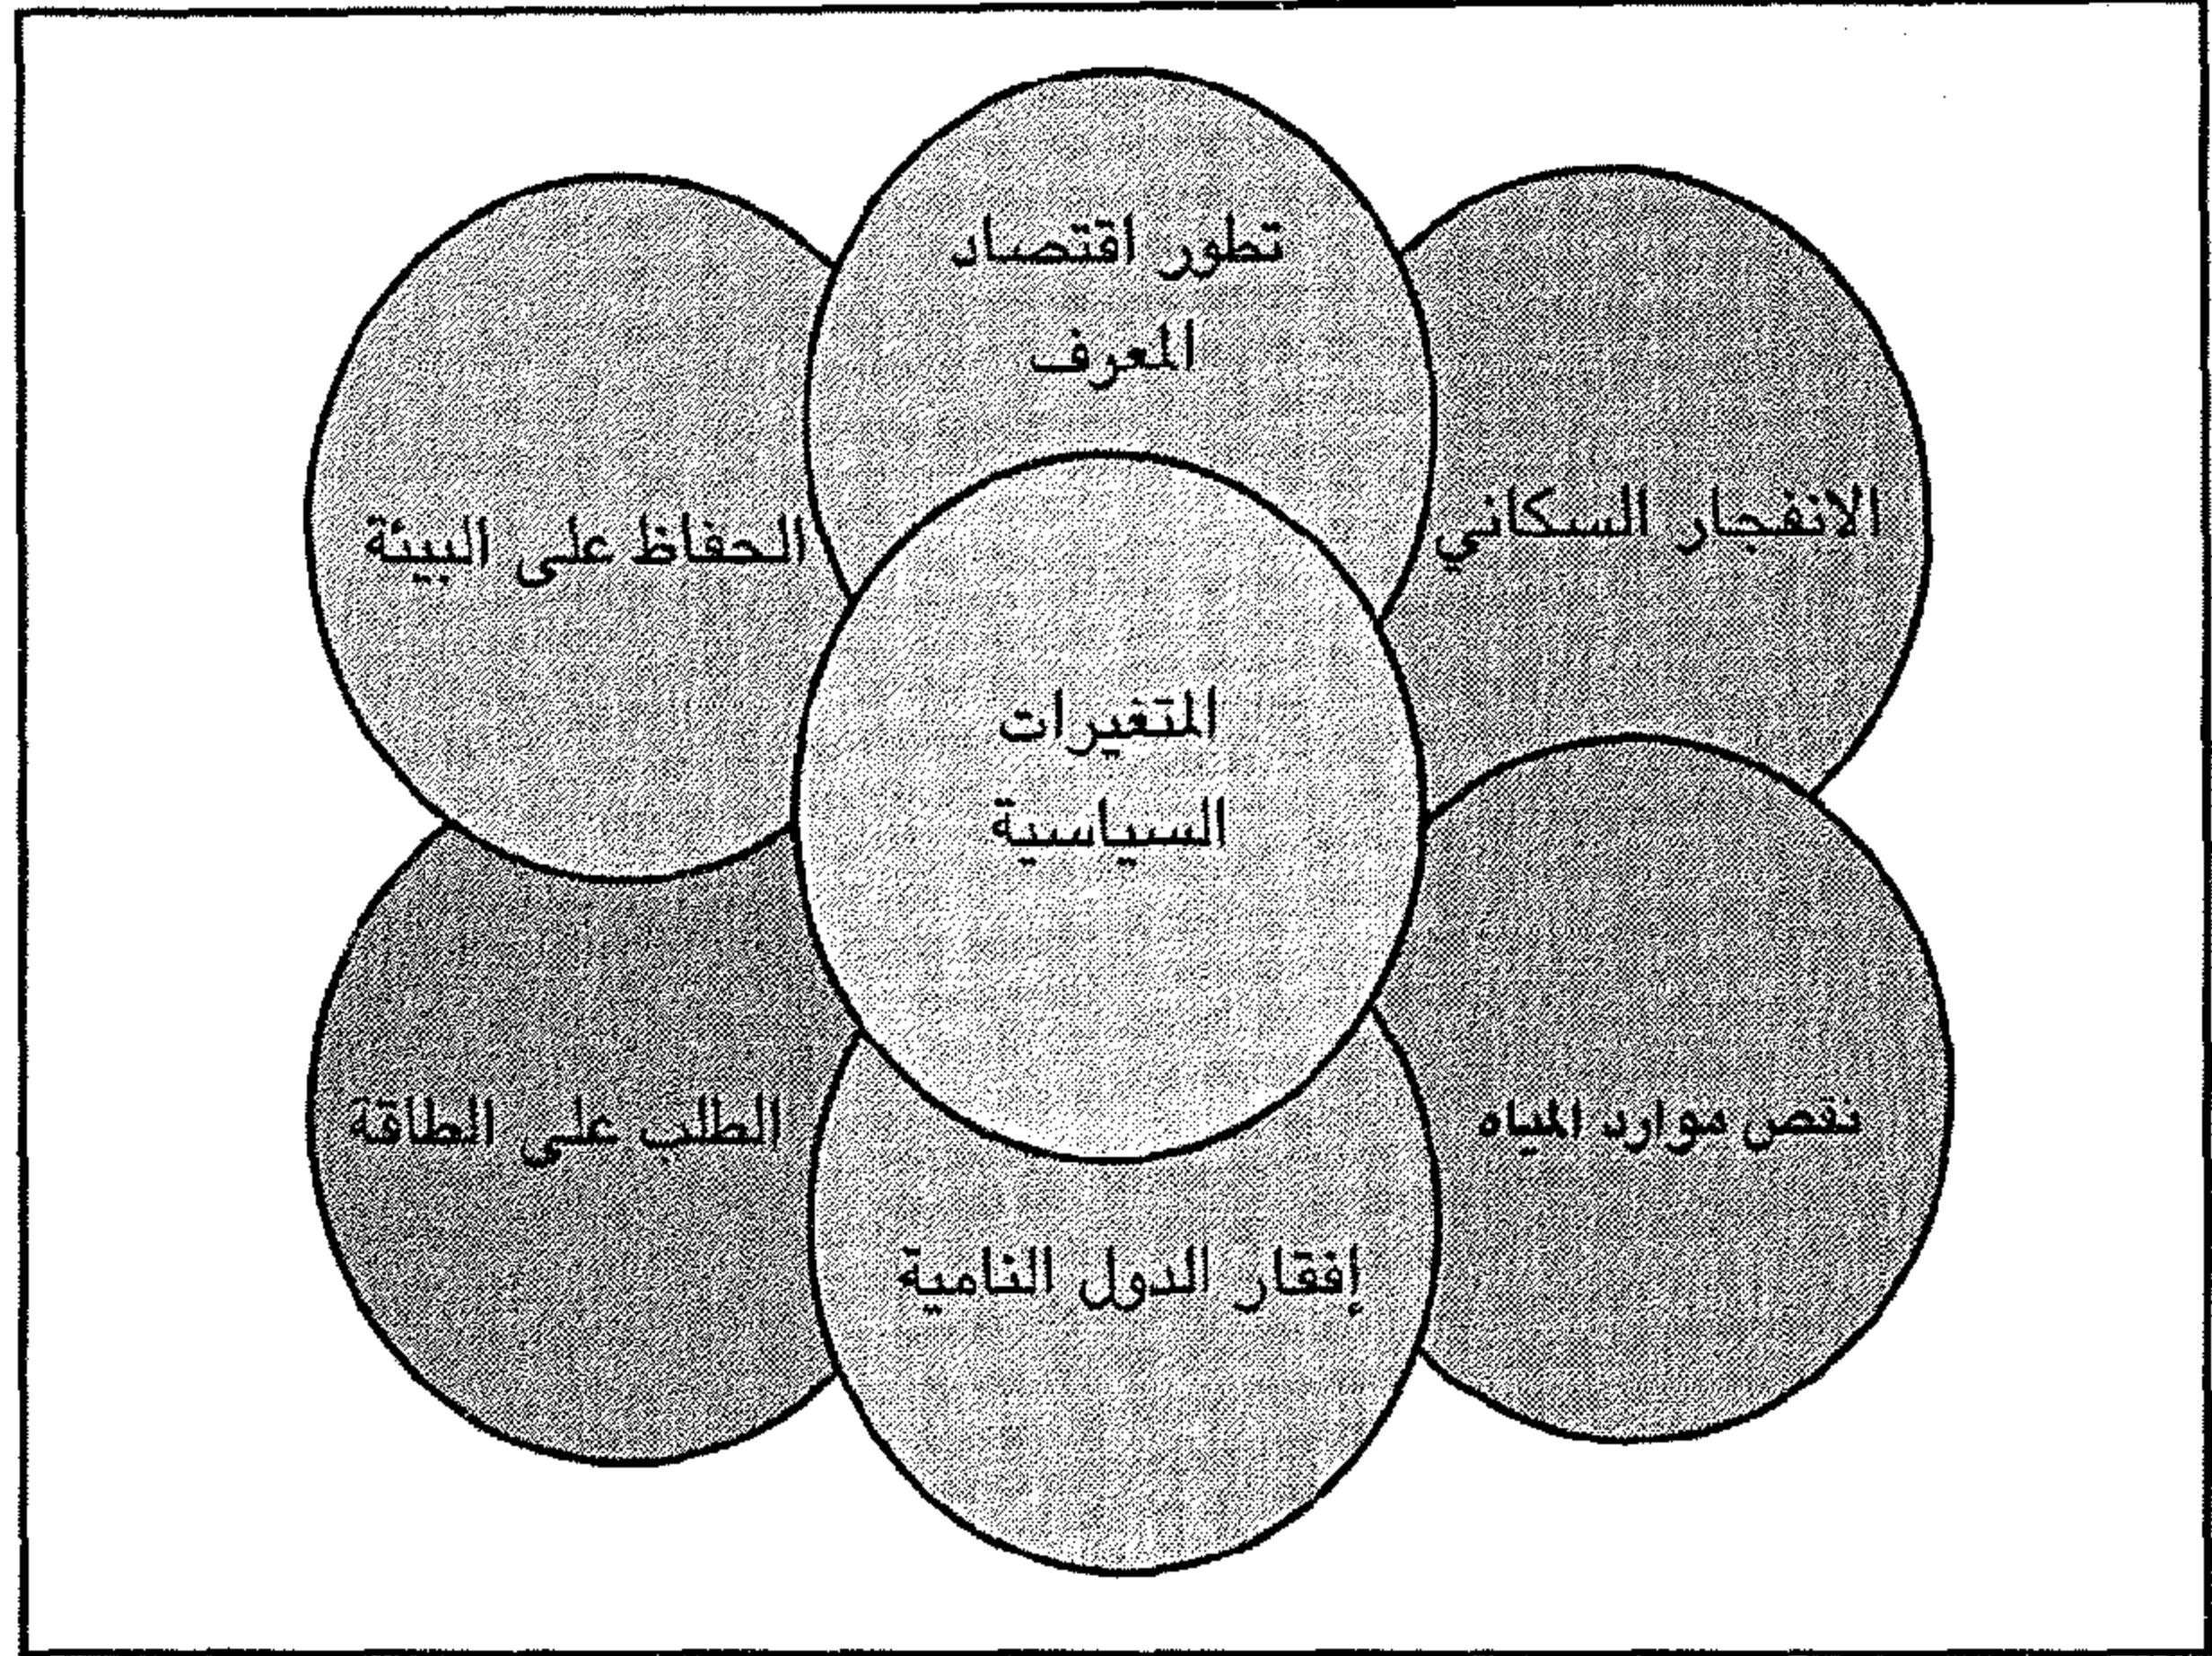 تطور اقتصاد
المعرف
الانفجار السكاني
الحفاظ على البيئة
المتغيرات
السياسية
نقص موارد المياه
الطلب على الطاقة
إفقار الدول النامية